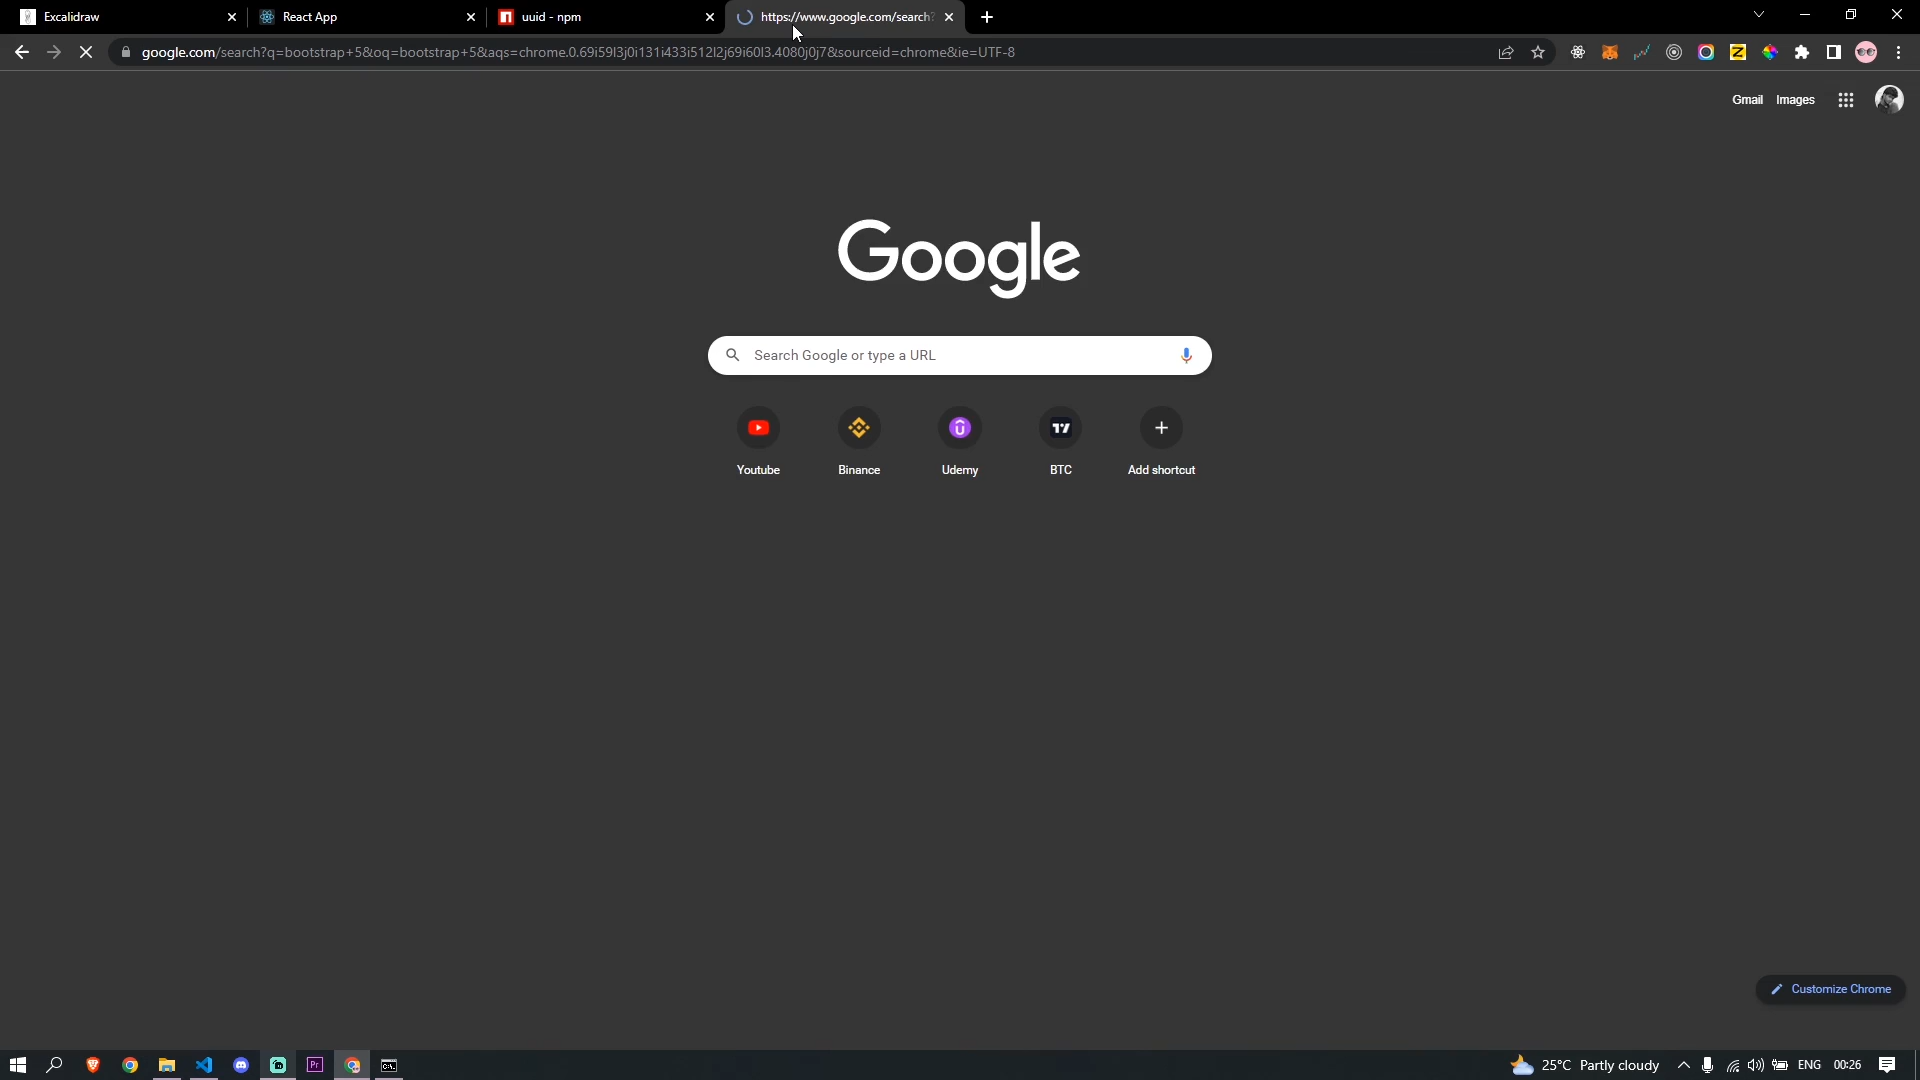 Excalidraw
React App
uuid - npm
https://www.google.com/search?
google.com/search?q=bootstrap+5&oq=bootstrap+5&aqs=chrome.0.69i59l3j0i131i433i512l2j69i60l3.4080j0j7&sourceid=chrome&ie=UTF-8
Gmail Images
Google
Search Google or type a URL
Youtube
Binance
Udemy
BTC
Add shortcut
Customize Chrome
25°C Partly cloudy
ENG
00:26